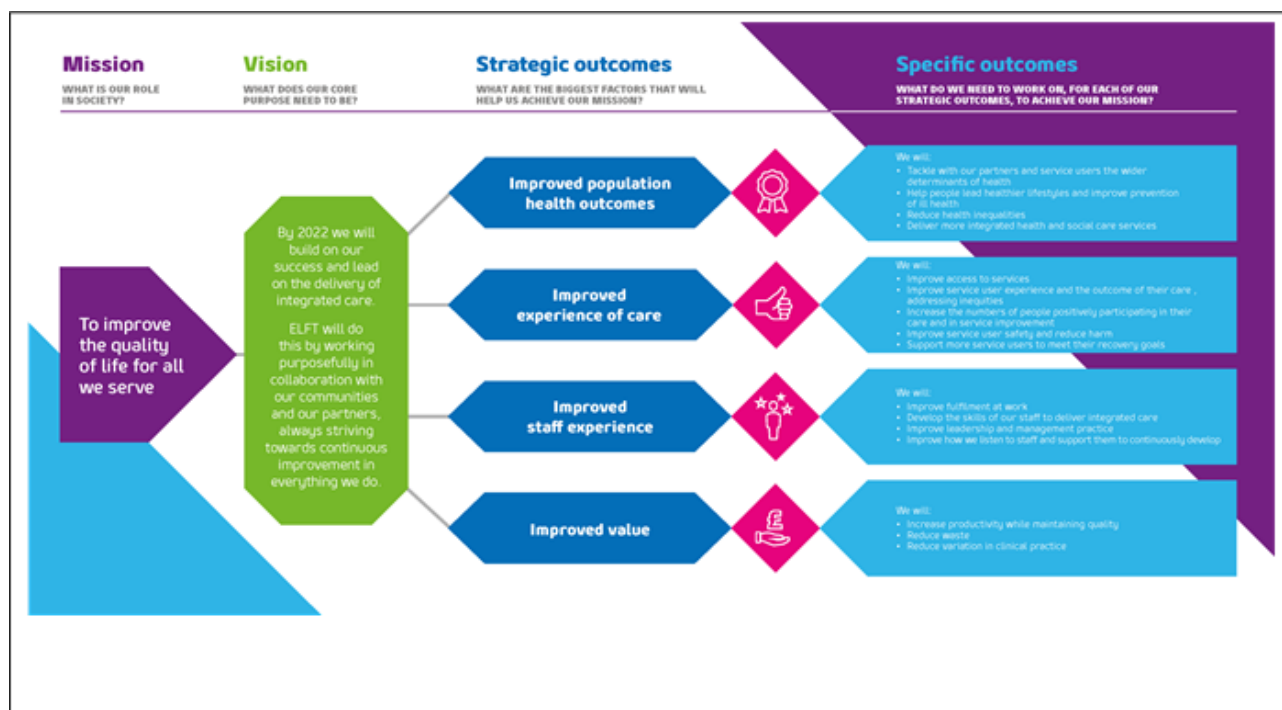 Mission
WHAT IS OUR ROLE
IN SOCIETY?
Vision
WHAT DOES OUR CORE
PURPOSE NEED TO BE?
Strategic outcomes
WHAT ARE THE BIGGEST FACTORS THAT WILL
HELP US ACHIEVE OUR MISSION?
Specific outcomes
WHAT DO WE NEED TO WORK ON, FOR EACH OF OUR
STRATEGIC OUTCOMES, TO ACHIEVE OUR MISSION?
To improve
the quality
of life for all
we serve
By 2022 we will
build on our
success and lead
on the delivery of
integrated care.
ELFT will do
this by working
purposefully in
collaboration with
our communities
and our partners,
always striving
towards continuous
improvement in
everything we do.
Improved population
health outcomes
We will:
• Tackle with our partners and service users the wider
determinants of health
• Help people lead healthier lifestyles and improve prevention
of ill health
• Reduce health inequalities
• Deliver more integrated health and social care services
Improved
experience of care
We will:
• Improve access to services
• Improve service user experience and the outcome of their care ,
addressing inequities
• Increase the numbers of people positively participating in their
care and in service improvement
• Improve service user safety and reduce harm
• Support more service users to meet their recovery goals
Improved
staff experience
We will:
• Improve fulfilment at work
• Develop the skills of our staff to deliver integrated care
• Improve leadership and management practice
• Improve how we listen to staff and support them to continuously develop
Improved value
£
We will:
• Increase productivity while maintaining quality
• Reduce waste
• Reduce variation in clinical practice